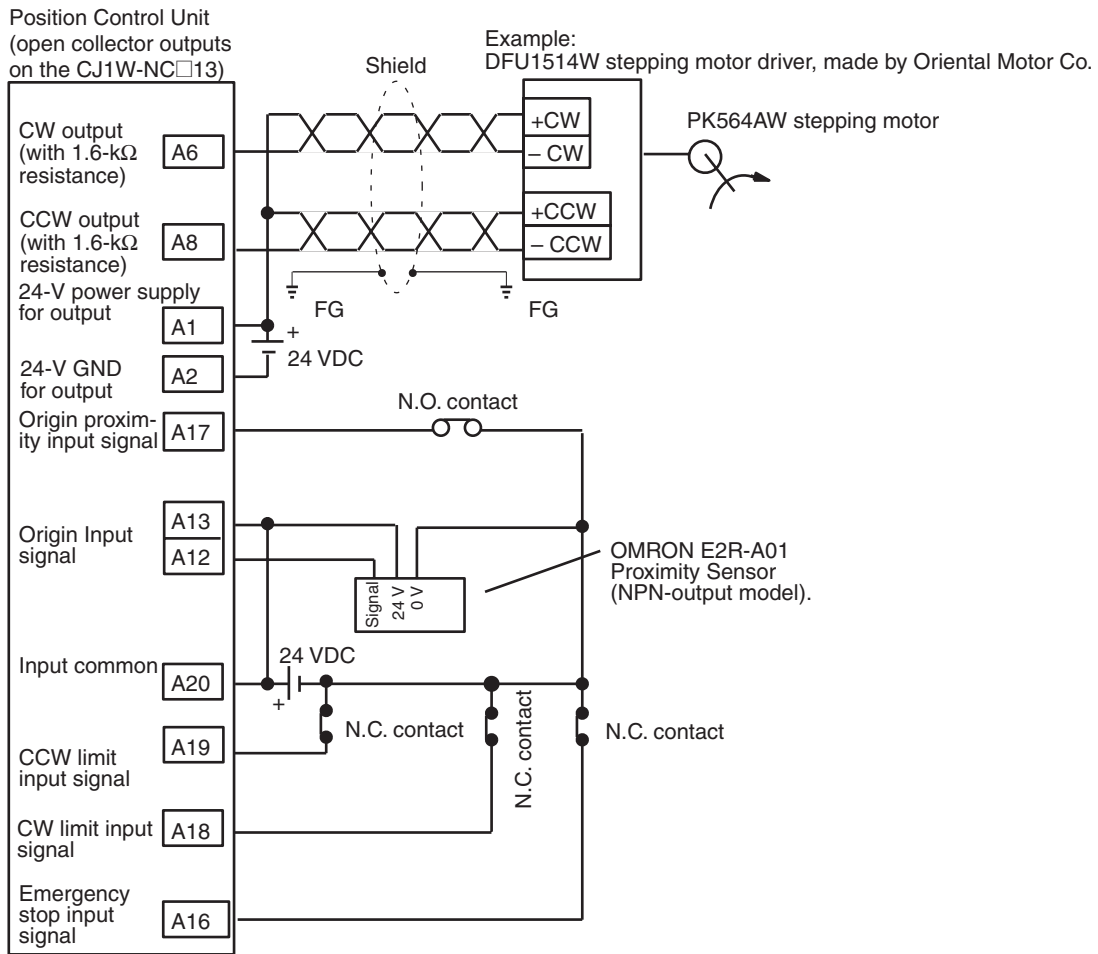 Position Control Unit
(open collector outputs
on the CJ1W-NC□13)
Example:
DFU1514W stepping motor driver, made by Oriental Motor Co.
Shield
CW output
(with 1.6-kΩ
resistance)
A6
+CW
– CW
PK564AW stepping motor
CCW output
(with 1.6-kΩ
resistance)
A8
+CCW
– CCW
FG
FG
24-V power supply
for output
A1
+
24 VDC
24-V GND
for output
A2
Origin proxim-
ity input signal
A17
N.O. contact
Origin Input
signal
A13
A12
Signal
24 V
0 V
OMRON E2R-A01
Proximity Sensor
(NPN-output model).
Input common
A20
24 VDC
+
CCW limit
input signal
A19
N.C. contact
N.C. contact
N.C. contact
CW limit input
signal
A18
Emergency
stop input
signal
A16